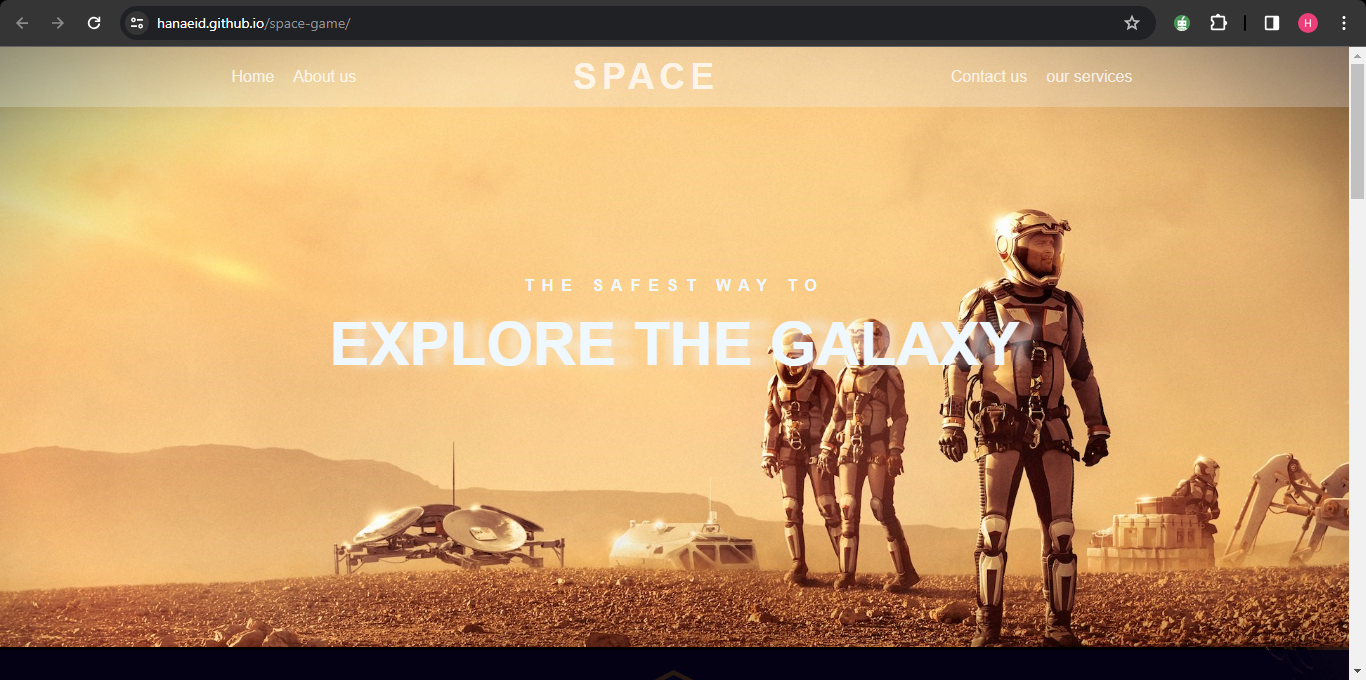 hanaeid.github.io/space-game/
H
Home About us SPACE Contact us our services
THE SAFEST WAY TO
EXPLORE THE GALAXY